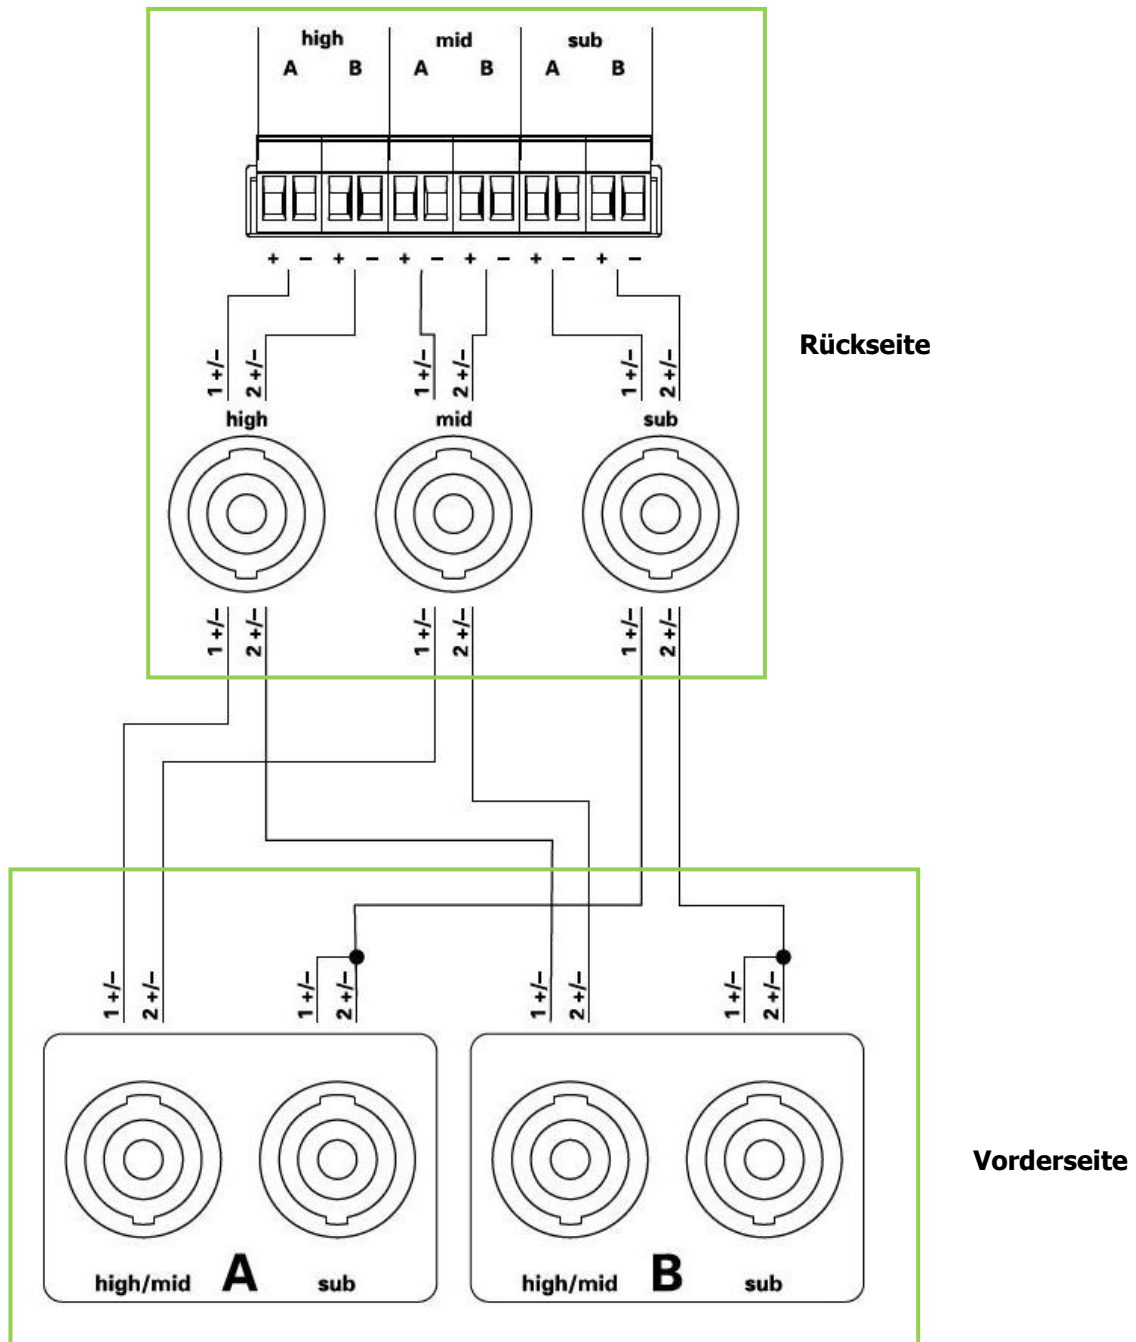 high mid sub
A B A B A B
+ − + − + − + − + − + −
Rückseite
1 +/− 2 +/− 1 +/− 2 +/− 1 +/− 2 +/−
high mid sub
1 +/− 2 +/− 1 +/− 2 +/− 1 +/− 2 +/−
1 +/− 2 +/− 1 +/− 2 +/− 1 +/− 2 +/− 1 +/− 2 +/−
Vorderseite
high/mid A sub high/mid B sub